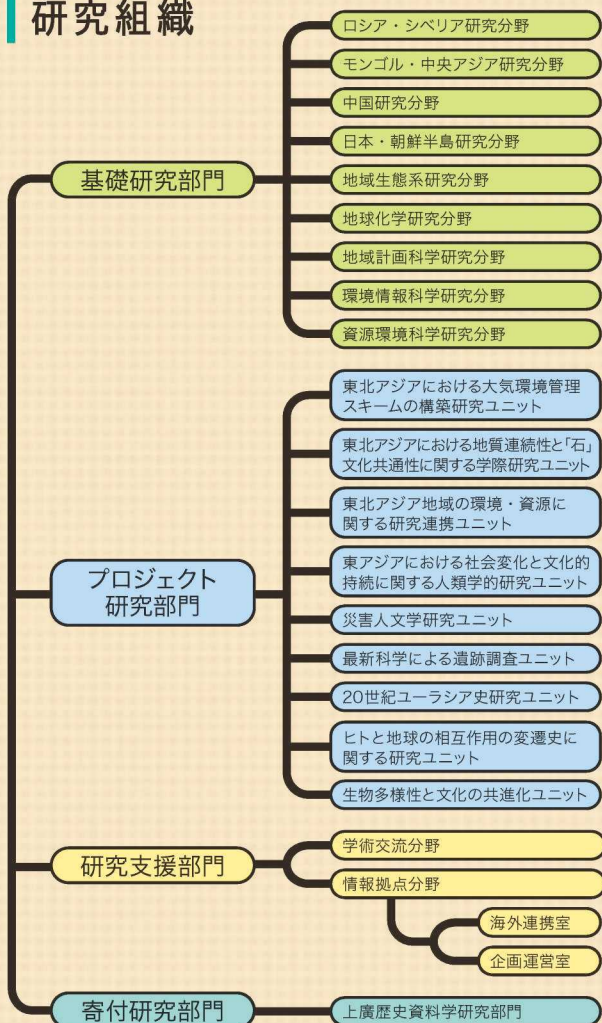 研究組織
基礎研究部門
ロシア・シベリア研究分野
モンゴル・中央アジア研究分野
中国研究分野
日本・朝鮮半島研究分野
地域生態系研究分野
地球化学研究分野
地域計画科学研究分野
環境情報科学研究分野
資源環境科学研究分野
プロジェクト
研究部門
東北アジアにおける大気環境管理
スキームの構築研究ユニット
東北アジアにおける地質連続性と「石」
文化共通性に関する学際研究ユニット
東北アジア地域の環境・資源に
関する研究連携ユニット
東アジアにおける社会変化と文化的
持続に関する人類学的研究ユニット
災害人文学研究ユニット
最新科学による遺跡調査ユニット
20世紀ユーラシア史研究ユニット
ヒトと地球の相互作用の変遷史に
関する研究ユニット
生物多様性と文化の共進化ユニット
研究支援部門
学術交流分野
情報拠点分野
海外連携室
企画運営室
寄付研究部門
上廣歴史資料学研究部門